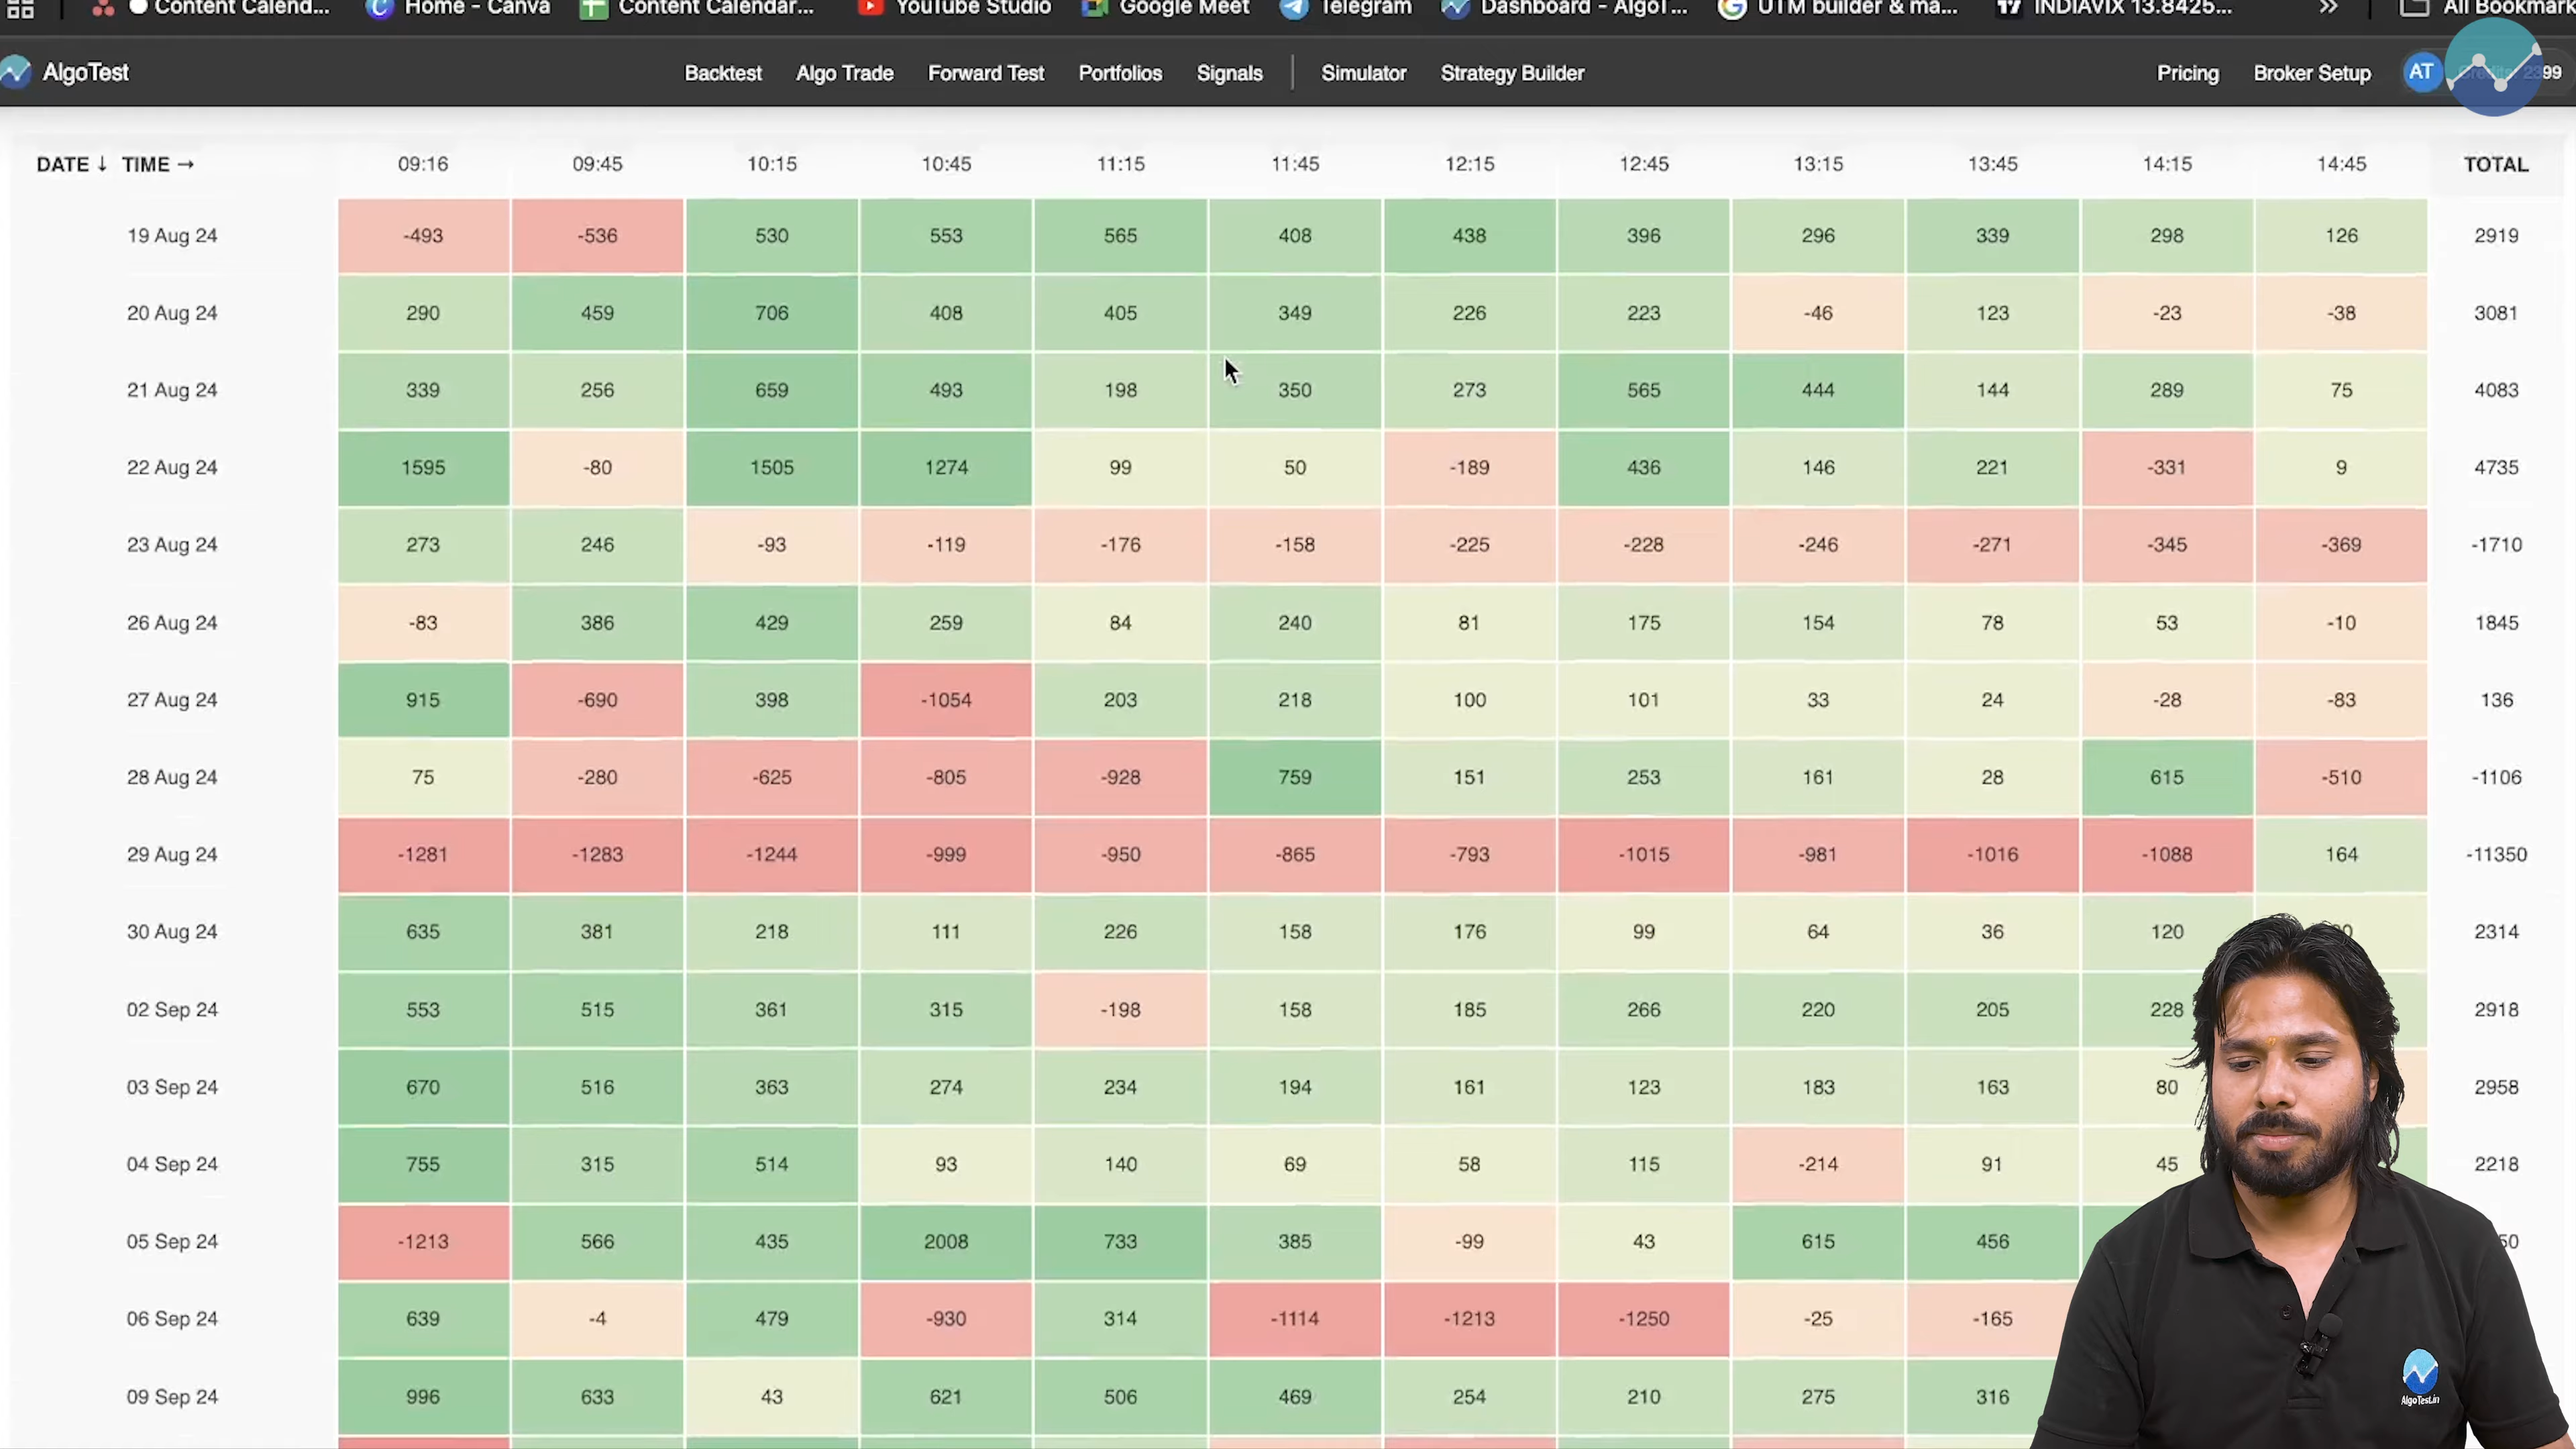 Content Calend... Home - Canva Content Calendar... YouTube Studio Google Meet Telegram Dashboard - AlgoT... UTM builder & ma... INDIAVIX 13.8425... » All Bookmark
AlgoTest Backtest Algo Trade Forward Test Portfolios Signals Simulator Strategy Builder Pricing Broker Setup AT 2399
DATE ↓ TIME → 09:16 09:45 10:15 10:45 11:15 11:45 12:15 12:45 13:15 13:45 14:15 14:45 TOTAL
19 Aug 24 -493 -536 530 553 565 408 438 396 296 339 298 126 2919
20 Aug 24 290 459 706 408 405 349 226 223 -46 123 -23 -38 3081
21 Aug 24 339 256 659 493 198 350 273 565 444 144 289 75 4083
22 Aug 24 1595 -80 1505 1274 99 50 -189 436 146 221 -331 9 4735
23 Aug 24 273 246 -93 -119 -176 -158 -225 -228 -246 -271 -345 -369 -1710
26 Aug 24 -83 386 429 259 84 240 81 175 154 78 53 -10 1845
27 Aug 24 915 -690 398 -1054 203 218 100 101 33 24 -28 -83 136
28 Aug 24 75 -280 -625 -805 -928 759 151 253 161 28 615 -510 -1106
29 Aug 24 -1281 -1283 -1244 -999 -950 -865 -793 -1015 -981 -1016 -1088 164 -11350
30 Aug 24 635 381 218 111 226 158 176 99 64 36 120 2314
02 Sep 24 553 515 361 315 -198 158 185 266 220 205 228 2918
03 Sep 24 670 516 363 274 234 194 161 123 183 163 80 2958
04 Sep 24 755 315 514 93 140 69 58 115 -214 91 45 2218
05 Sep 24 -1213 566 435 2008 733 385 -99 43 615 456
06 Sep 24 639 -4 479 -930 314 -1114 -1213 -1250 -25 -165
09 Sep 24 996 633 43 621 506 469 254 210 275 316
AlgoTest.in